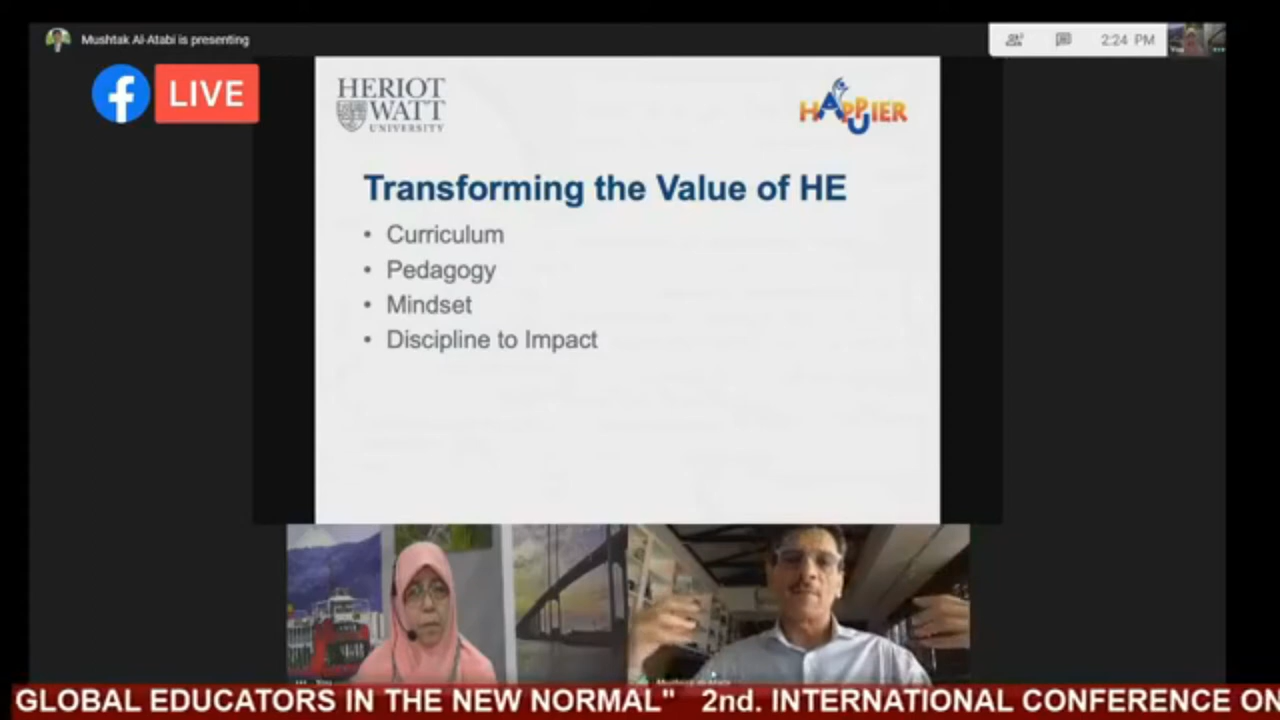 Mushtak Al-Atabi is presenting
2:24 PM
LIVE
HERIOT
WATT
UNIVERSITY
HAPPIER
U
Transforming the Value of HE
• Curriculum
• Pedagogy
• Mindset
• Discipline to Impact
GLOBAL EDUCATORS IN THE NEW NORMAL" 2nd. INTERNATIONAL CONFERENCE ON